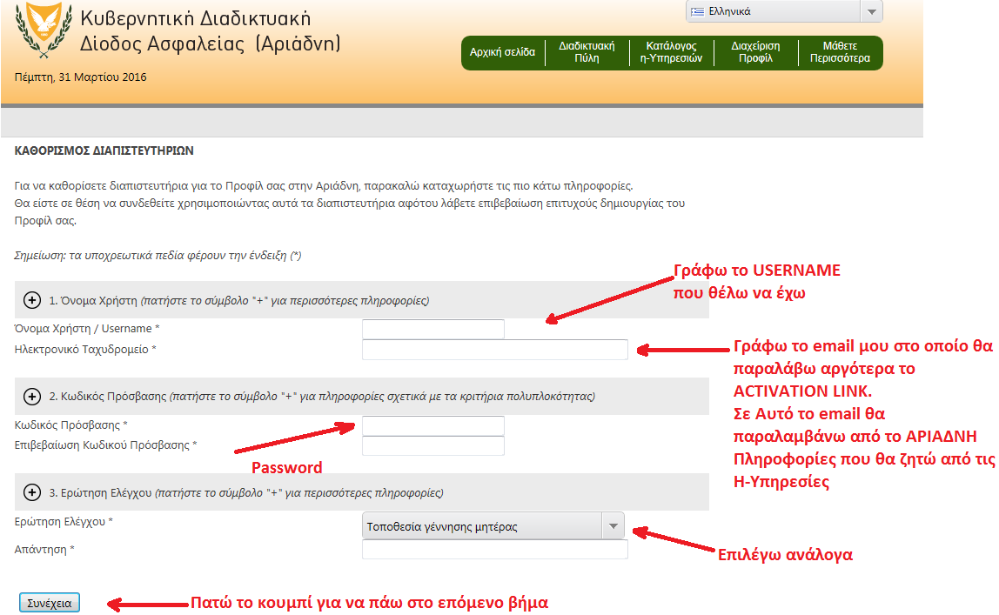 Κυβερνητική Διαδικτυακή
Δίοδος Ασφαλείας (Αριάδνη)
Πέμπτη, 31 Μαρτίου 2016
Ελληνικά
Αρχική σελίδα
Διαδικτυακή
Πύλη
Κατάλογος
η-Υπηρεσιών
Διαχείριση
Προφίλ
Μάθετε
Περισσότερα
ΚΑΘΟΡΙΣΜΟΣ ΔΙΑΠΙΣΤΕΥΤΗΡΙΩΝ
Για να καθορίσετε διαπιστευτήρια για το Προφίλ σας στην Αριάδνη, παρακαλώ καταχωρήστε τις πιο κάτω πληροφορίες.
Θα είστε σε θέση να συνδεθείτε χρησιμοποιώντας αυτά τα διαπιστευτήρια αφότου λάβετε επιβεβαίωση επιτυχούς δημιουργίας του
Προφίλ σας.
Σημείωση: τα υποχρεωτικά πεδία φέρουν την ένδειξη (*)
Γράφω το USERNAME
που θέλω να έχω
1. Όνομα Χρήστη (πατήστε το σύμβολο "+" για περισσότερες πληροφορίες)
Όνομα Χρήστη / Username *
Ηλεκτρονικό Ταχυδρομείο *
Γράφω το email μου στο οποίο θα
παραλάβω αργότερα το
ACTIVATION LINK.
Σε Αυτό το email θα
παραλαμβάνω από το ΑΡΙΑΔΝΗ
Πληροφορίες που θα ζητώ από τις
Η-Υπηρεσίες
2. Κωδικός Πρόσβασης (πατήστε το σύμβολο "+" για πληροφορίες σχετικά με τα κριτήρια πολυπλοκότητας)
Κωδικός Πρόσβασης *
Επιβεβαίωση Κωδικού Πρόσβασης *
Password
3. Ερώτηση Ελέγχου (πατήστε το σύμβολο "+" για περισσότερες πληροφορίες)
Ερώτηση Ελέγχου *
Τοποθεσία γέννησης μητέρας
Απάντηση *
Επιλέγω ανάλογα
Συνέχεια
Πατώ το κουμπί για να πάω στο επόμενο βήμα